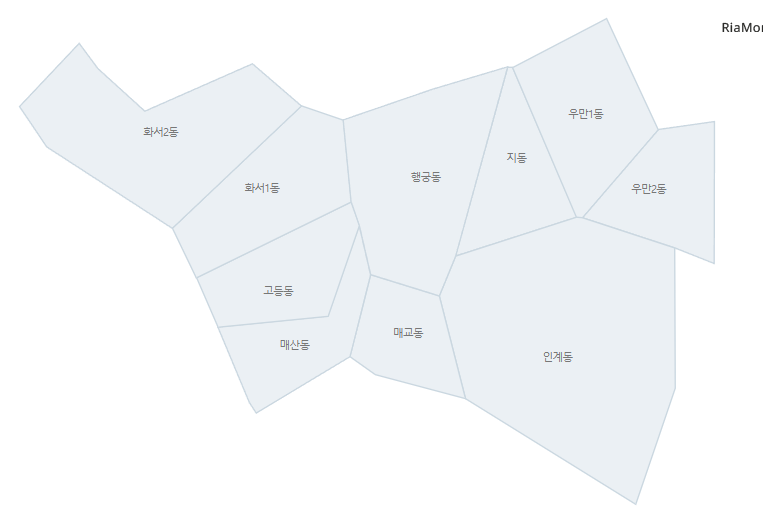 RiaMor
우만1동
화서2동
지동
행궁동
화서1동
우만2동
고등동
매교동
매산동
인계동